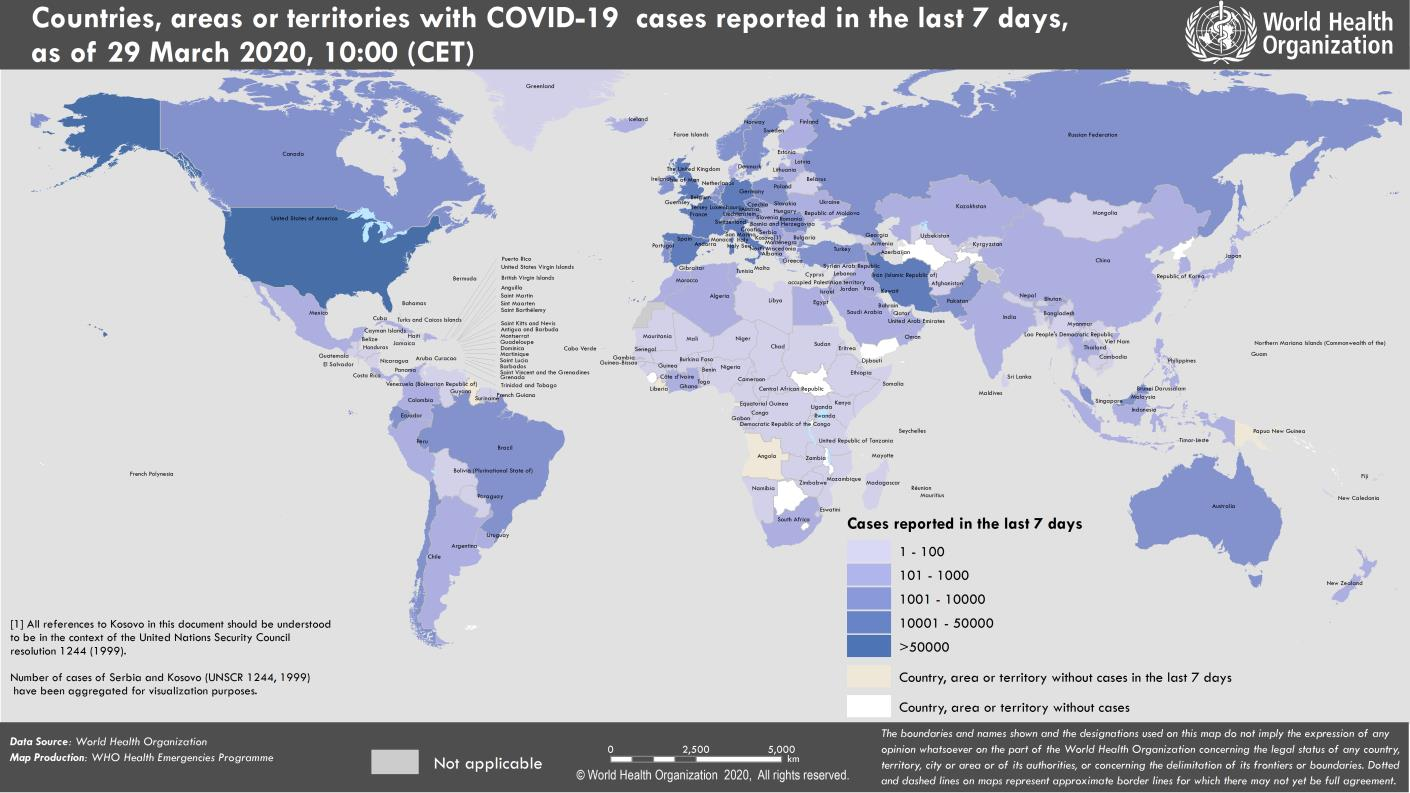 Countries, areas or territories with COVID-19 cases reported in the last 7 days,
as of 29 March 2020, 10:00 (CET)
World Health
Organization
Greenland
Iceland
Faroe Islands
Norway
Sweden
Finland
Estonia
Latvia
Lithuania
Belarus
Russian Federation
Canada
The United Kingdom
Isle of Man
Netherlands
Denmark
Germany
Poland
Belgium
Guernsey
Jersey
France
Czechia
Slovakia
Hungary
Ukraine
Republic of Moldova
Liechtenstein
Switzerland
Slovenia
Romania
Bosnia and Herzegovina
Serbia
Kosovo[1]
Montenegro
Bulgaria
San Marino
Monaco
Italy
Portugal
Spain
Andorra
Albania
Greece
Gibraltar
Tunisia
Malta
Turkey
Georgia
Armenia
Azerbaijan
Uzbekistan
Kazakhstan
Kyrgyzstan
Mongolia
China
Japan
Republic of Korea
United States of America
Bermuda
Puerto Rico
United States Virgin Islands
British Virgin Islands
Anguilla
Saint Martin
Sint Maarten
Saint Barthélemy
Saint Kitts and Nevis
Antigua and Barbuda
Montserrat
Guadeloupe
Dominica
Martinique
Saint Lucia
Barbados
Saint Vincent and the Grenadines
Grenada
Trinidad and Tobago
French Guiana
Bahamas
Cuba
Turks and Caicos Islands
Cayman Islands
Haiti
Belize
Jamaica
Honduras
Mexico
Guatemala
El Salvador
Nicaragua
Aruba
Curacao
Panama
Costa Rica
Venezuela (Bolivarian Republic of)
Guyana
Suriname
Colombia
Ecuador
Peru
Brazil
Bolivia (Plurinational State of)
Paraguay
Uruguay
Argentina
Chile
French Polynesia
Cabo Verde
Morocco
Algeria
Libya
Egypt
Cyprus
Syrian Arab Republic
Lebanon
occupied Palestinian territory
Israel
Jordan
Iraq
Iran (Islamic Republic of)
Kuwait
Afghanistan
Pakistan
Bahrain
Qatar
Saudi Arabia
United Arab Emirates
Oman
Nepal
Bhutan
India
Bangladesh
Myanmar
Lao People's Democratic Republic
Viet Nam
Thailand
Cambodia
Philippines
Sri Lanka
Maldives
Brunei Darussalam
Malaysia
Singapore
Indonesia
Timor-Leste
Papua New Guinea
Northern Mariana Islands (Commonwealth of the)
Guam
Fiji
New Caledonia
Australia
New Zealand
Mauritania
Mali
Niger
Chad
Sudan
Eritrea
Djibouti
Senegal
Gambia
Guinea-Bissau
Guinea
Burkina Faso
Benin
Nigeria
Côte d'Ivoire
Togo
Ghana
Liberia
Cameroon
Central African Republic
Ethiopia
Somalia
Equatorial Guinea
Congo
Gabon
Democratic Republic of the Congo
Uganda
Kenya
Rwanda
United Republic of Tanzania
Seychelles
Angola
Zambia
Mayotte
Mozambique
Zimbabwe
Madagascar
Namibia
Réunion
Mauritius
Eswatini
South Africa
Cases reported in the last 7 days
1 - 100
101 - 1000
1001 - 10000
10001 - 50000
>50000
Country, area or territory without cases in the last 7 days
Country, area or territory without cases
[1] All references to Kosovo in this document should be understood
to be in the context of the United Nations Security Council
resolution 1244 (1999).
Number of cases of Serbia and Kosovo (UNSCR 1244, 1999)
have been aggregated for visualization purposes.
Data Source: World Health Organization
Map Production: WHO Health Emergencies Programme
Not applicable
0 2,500 5,000
km
© World Health Organization 2020, All rights reserved.
The boundaries and names shown and the designations used on this map do not imply the expression of any
opinion whatsoever on the part of the World Health Organization concerning the legal status of any country,
territory, city or area or of its authorities, or concerning the delimitation of its frontiers or boundaries. Dotted
and dashed lines on maps represent approximate border lines for which there may not yet be full agreement.